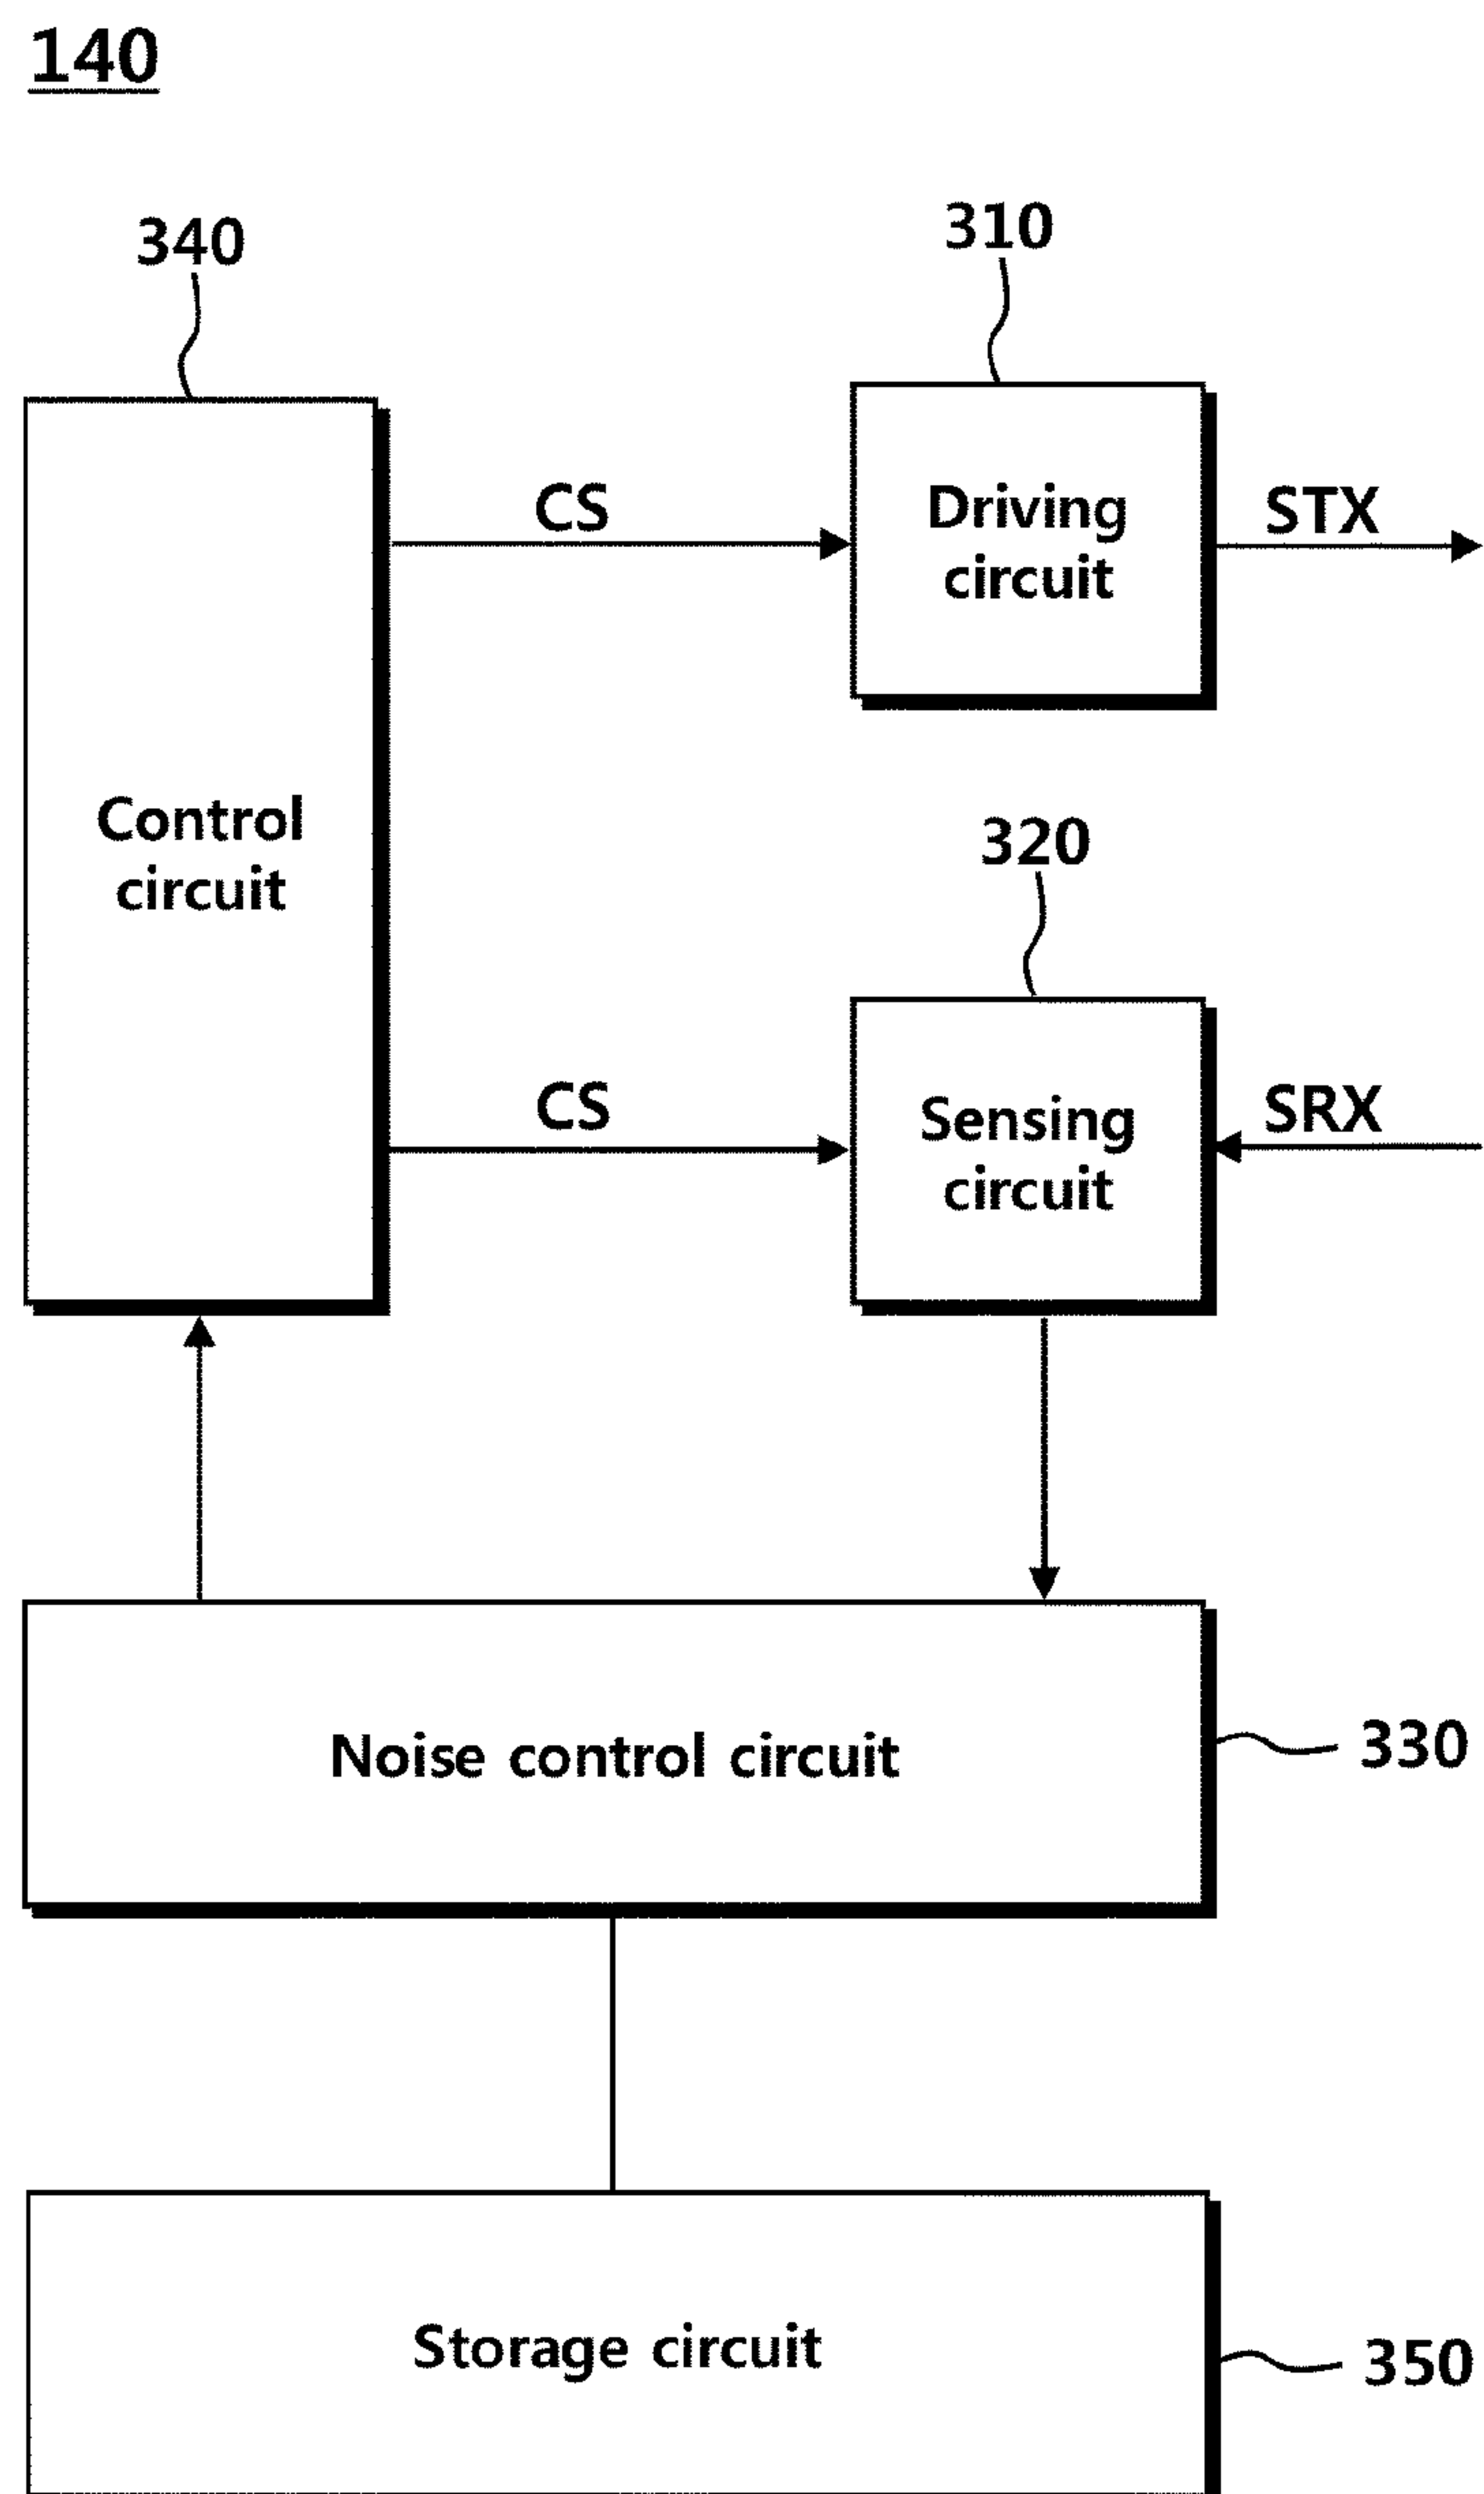 140
340
310
CS
Driving
circuit
STX
Control
circuit
320
CS
Sensing
circuit
SRX
Noise control circuit
330
Storage circuit
350